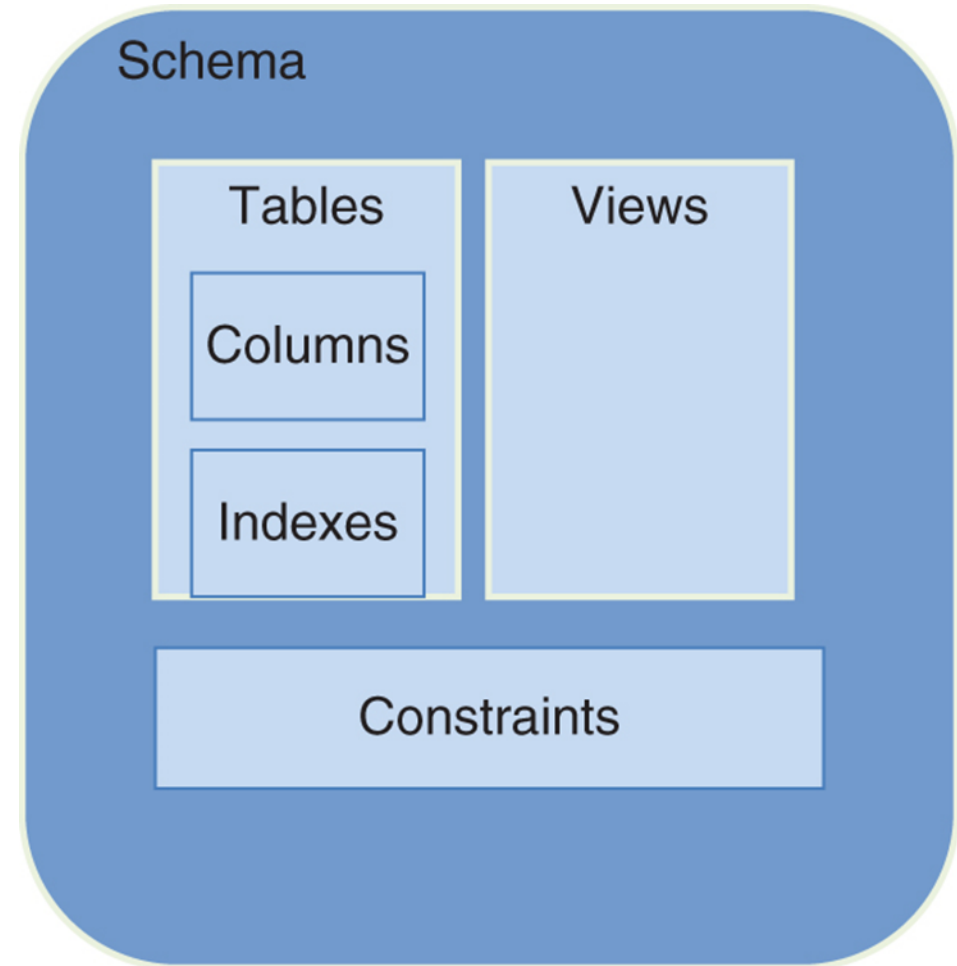 Schema
Tables
Views
Columns
Indexes
Constraints